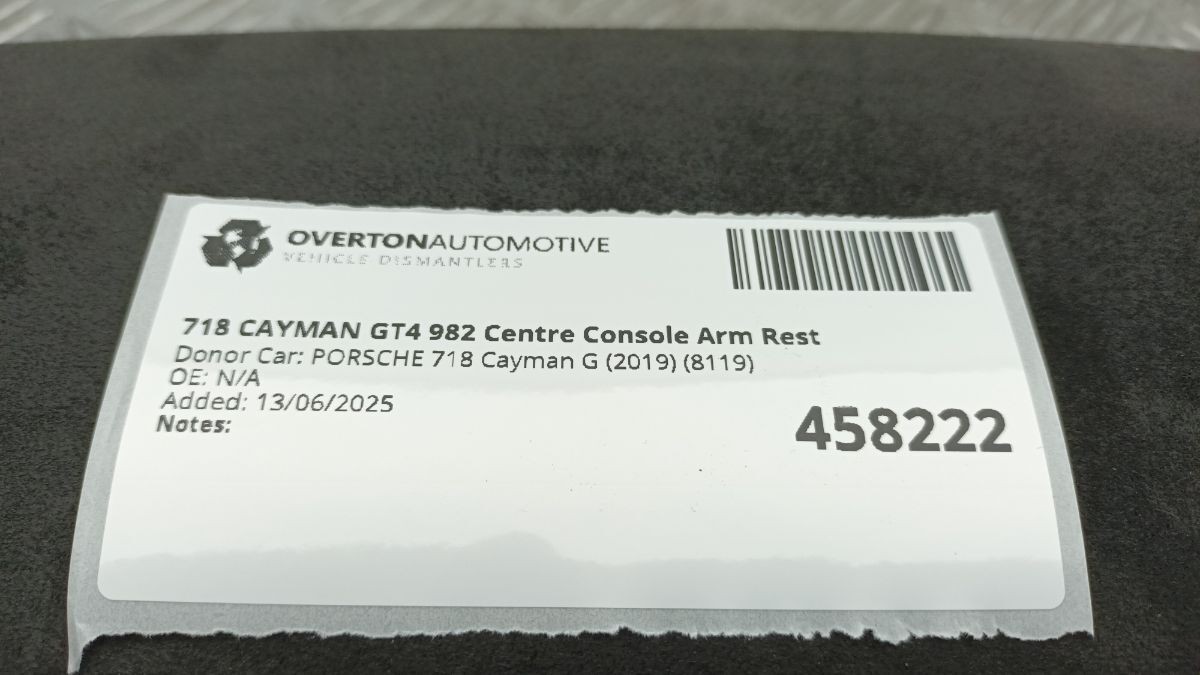 OVERTONAUTOMOTIVE
VEHICLE DISMANTLERS
718 CAYMAN GT4 982 Centre Console Arm Rest
Donor Car: PORSCHE 718 Cayman G (2019) (8119)
OE: N/A
Added: 13/06/2025
Notes:
458222